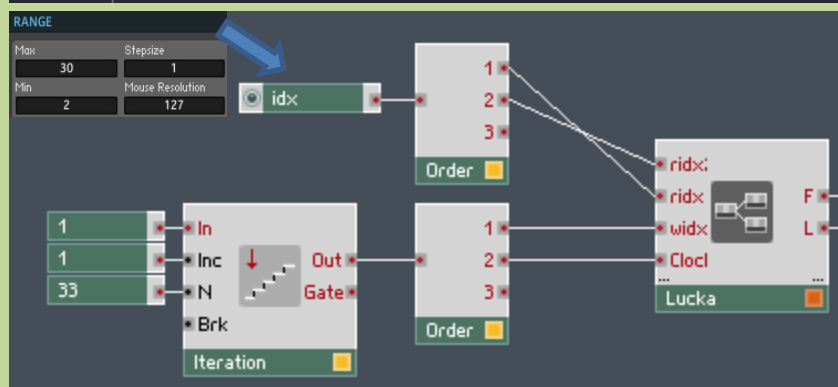 RANGE
Max Stepsize
30 1
Min Mouse Resolution
2 127
idx
1
2
3
Order
ridx:
ridx F
widx L
Clocl
... ...
Lucka
1
1
33
In
Inc Out
N Gate
Brk
Iteration
1
2
3
Order